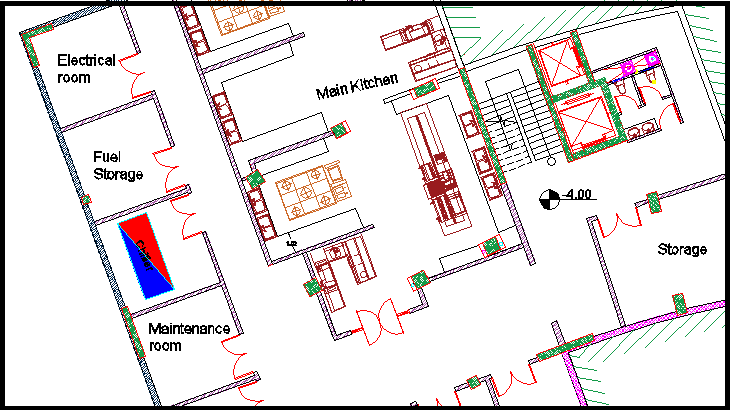 Electrical
room
Main Kitchen
Fuel
Storage
-4.00
Storage
Maintenance
room